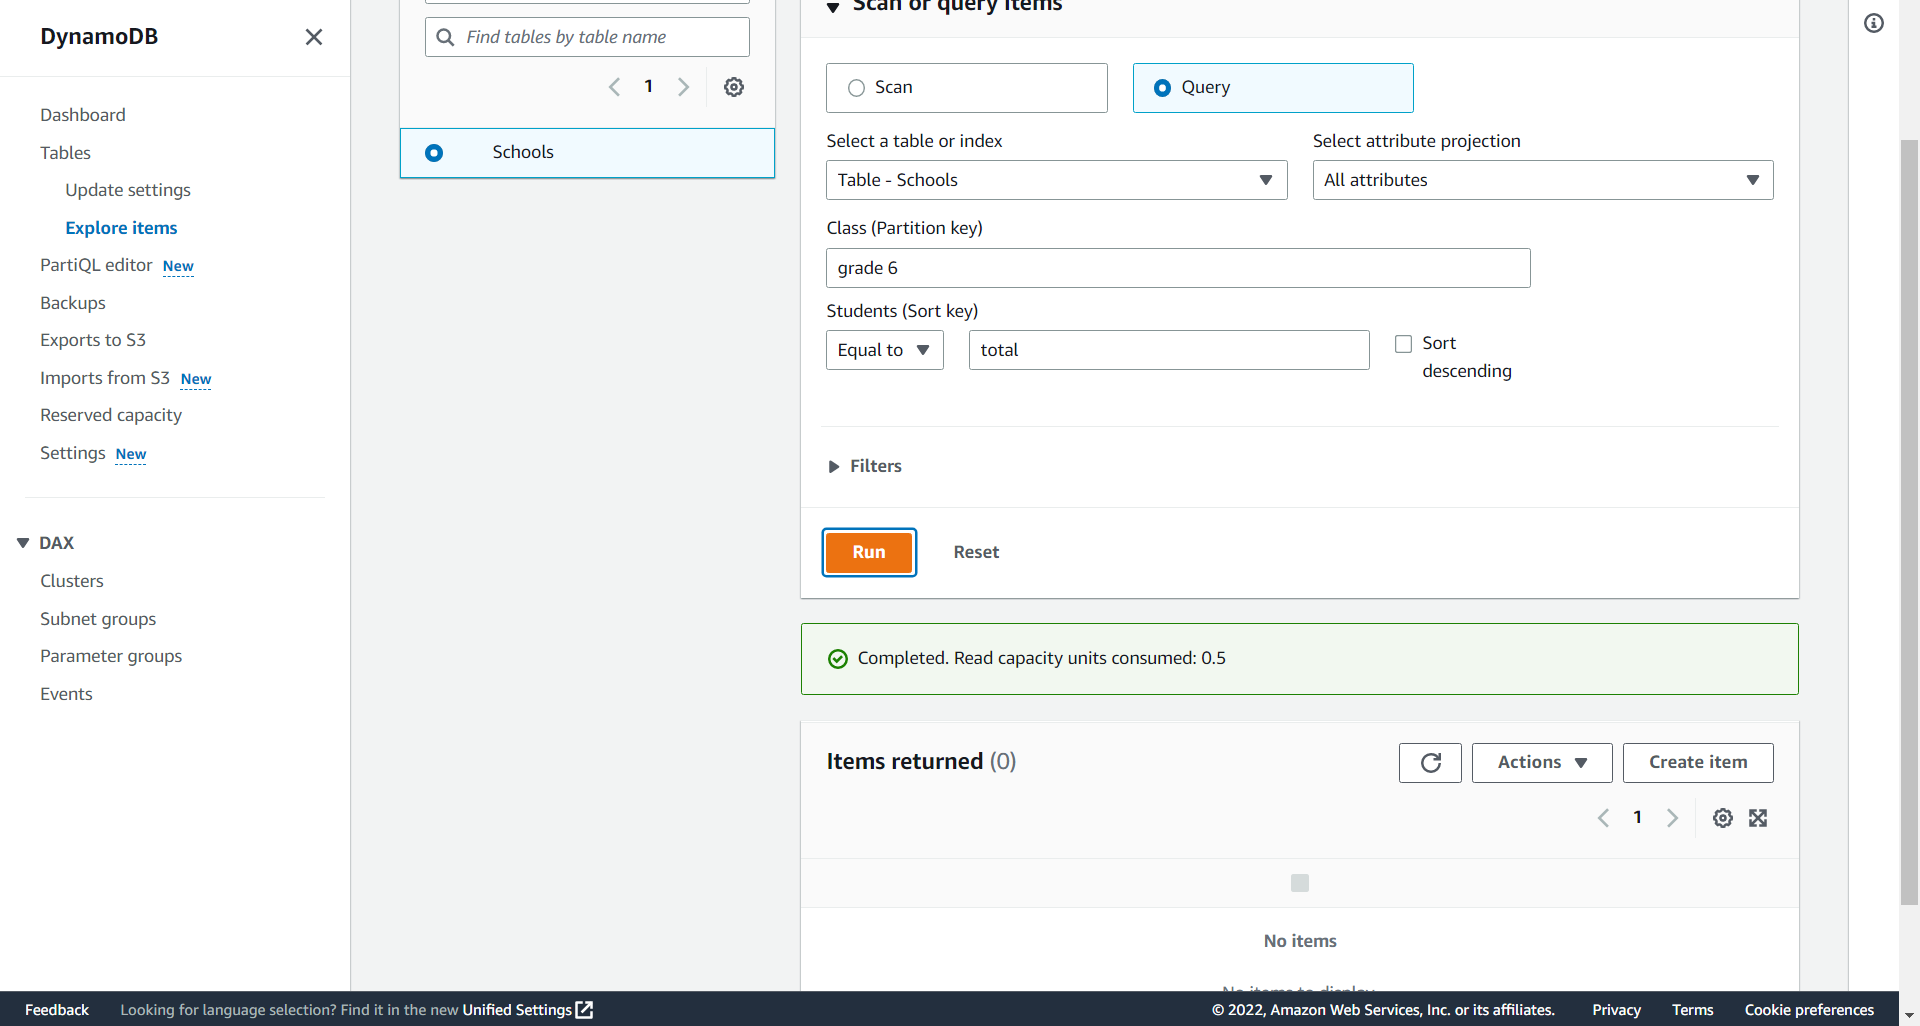 DynamoDB
Dashboard
Tables
Update settings
Explore items
PartiQL editor New
Backups
Exports to S3
Imports from S3 New
Reserved capacity
Settings New
DAX
Clusters
Subnet groups
Parameter groups
Events
Find tables by table name
1
Schools
Scan or query items
Scan
Query
Select a table or index
Select attribute projection
Table - Schools
All attributes
Class (Partition key)
grade 6
Students (Sort key)
Equal to
total
Sort
descending
Filters
Run
Reset
Completed. Read capacity units consumed: 0.5
Items returned (0)
Actions
Create item
1
No items
No items to display
Feedback
Looking for language selection? Find it in the new Unified Settings
© 2022, Amazon Web Services, Inc. or its affiliates.
Privacy
Terms
Cookie preferences